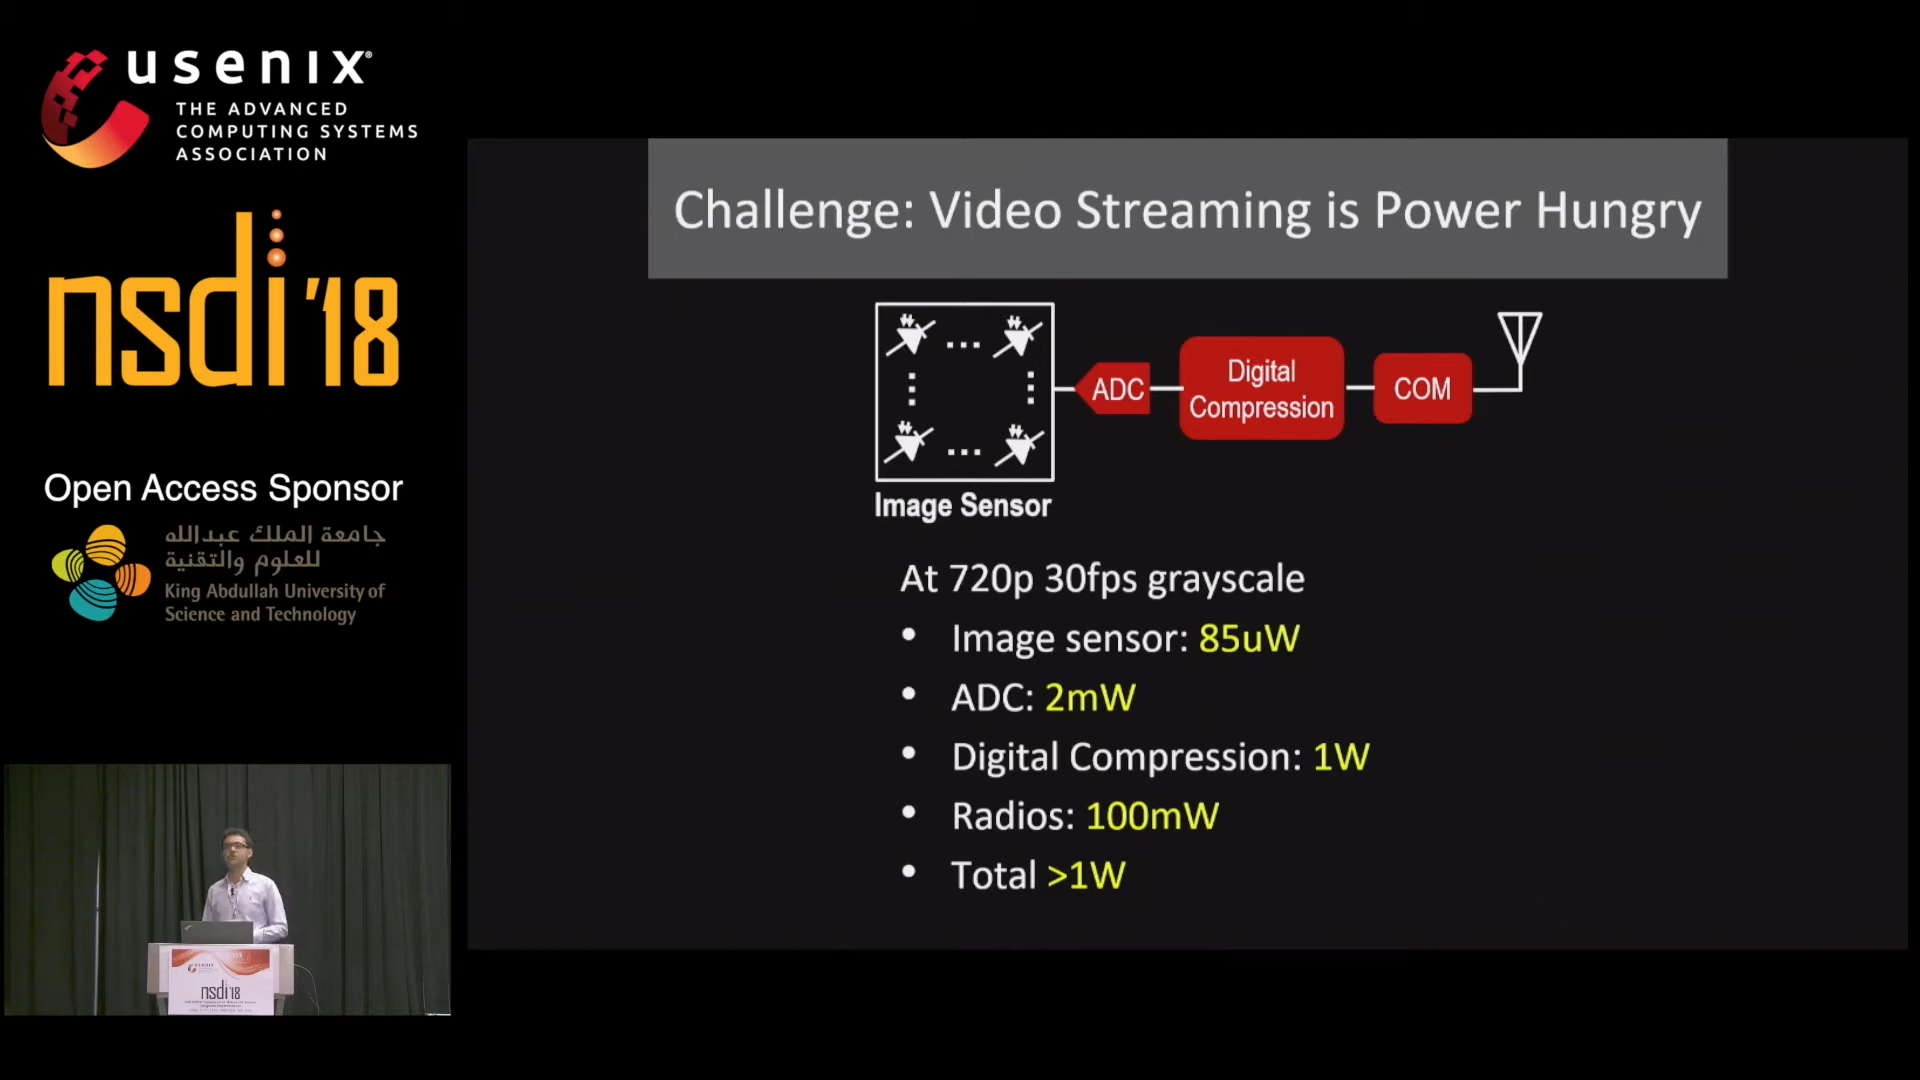 usenix®
THE ADVANCED
COMPUTING SYSTEMS
ASSOCIATION
nsdi '18
Open Access Sponsor
جامعة الملك عبدالله
للعلوم والتقنية
King Abdullah University of
Science and Technology
Challenge: Video Streaming is Power Hungry
ADC
Digital
Compression
COM
Image Sensor
At 720p 30fps grayscale
• Image sensor: 85uW
• ADC: 2mW
• Digital Compression: 1W
• Radios: 100mW
• Total >1W
usenix
nsdi'18